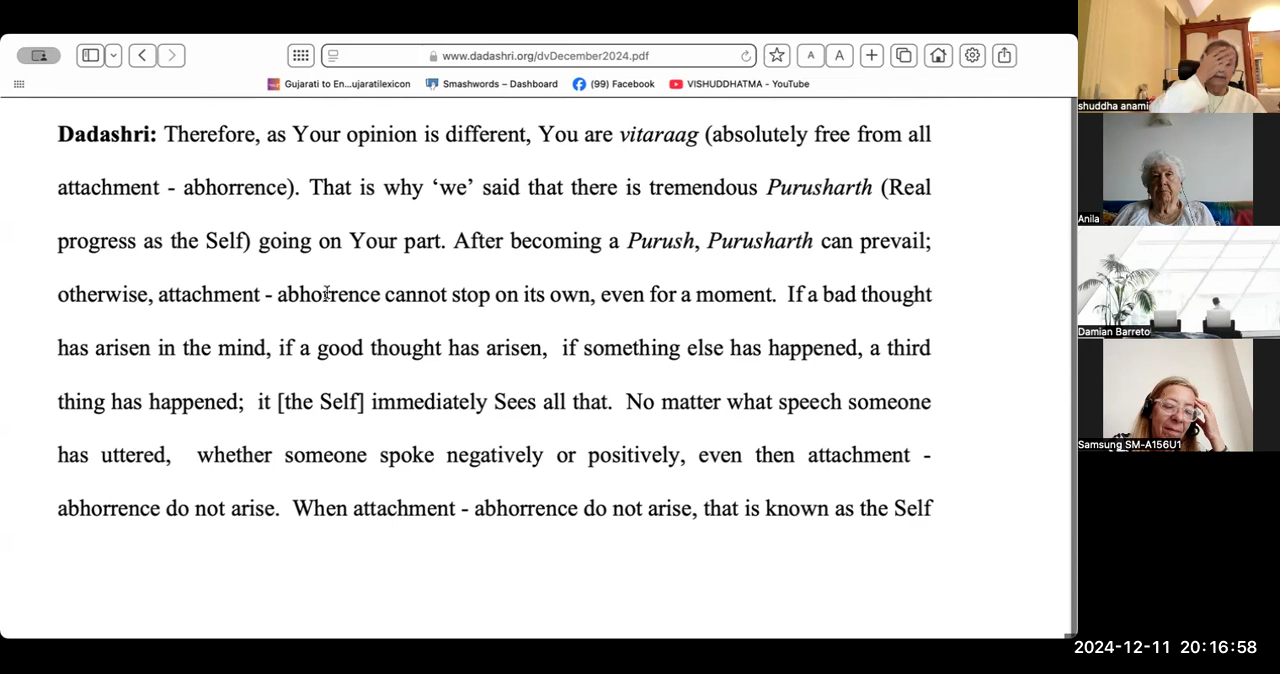 www.dadashri.org/dvDecember2024.pdf
A A
Gujarati to En...ujaratilexicon Smashwords – Dashboard (99) Facebook VISHUDDHATMA - YouTube
Dadashri: Therefore, as Your opinion is different, You are vitaraag (absolutely free from all
attachment - abhorrence). That is why ‘we’ said that there is tremendous Purusharth (Real
progress as the Self) going on Your part. After becoming a Purush, Purusharth can prevail;
otherwise, attachment - abhorrence cannot stop on its own, even for a moment. If a bad thought
has arisen in the mind, if a good thought has arisen, if something else has happened, a third
thing has happened; it [the Self] immediately Sees all that. No matter what speech someone
has uttered, whether someone spoke negatively or positively, even then attachment -
abhorrence do not arise. When attachment - abhorrence do not arise, that is known as the Self
shuddha anami
Anila
Damian Barreto
Samsung SM-A156U1
2024-12-11 20:16:58